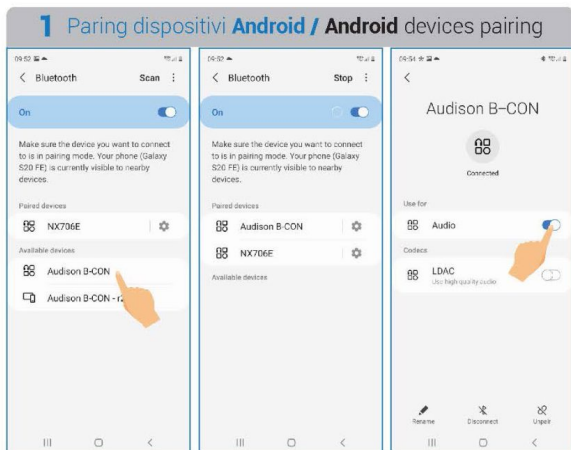 1 Paring dispositivi Android / Android devices pairing
09:52
< Bluetooth Scan
On
Make sure the device you want to connect
to is in pairing mode. Your phone (Galaxy
S20 FE) is currently visible to nearby
devices.
Paired devices
NX706E
Available devices
Audison B-CON
Audison B-CON -
09:52
< Bluetooth Stop
On
Make sure the device you want to connect
to is in pairing mode. Your phone (Galaxy
S20 FE) is currently visible to nearby
devices.
Paired devices
Audison B-CON
NX706E
Available devices
09:54
<
Audison B-CON
Connected
Use for
Audio
Codecs
LDAC
Use high quality audio
Rename Disconnect Unpair